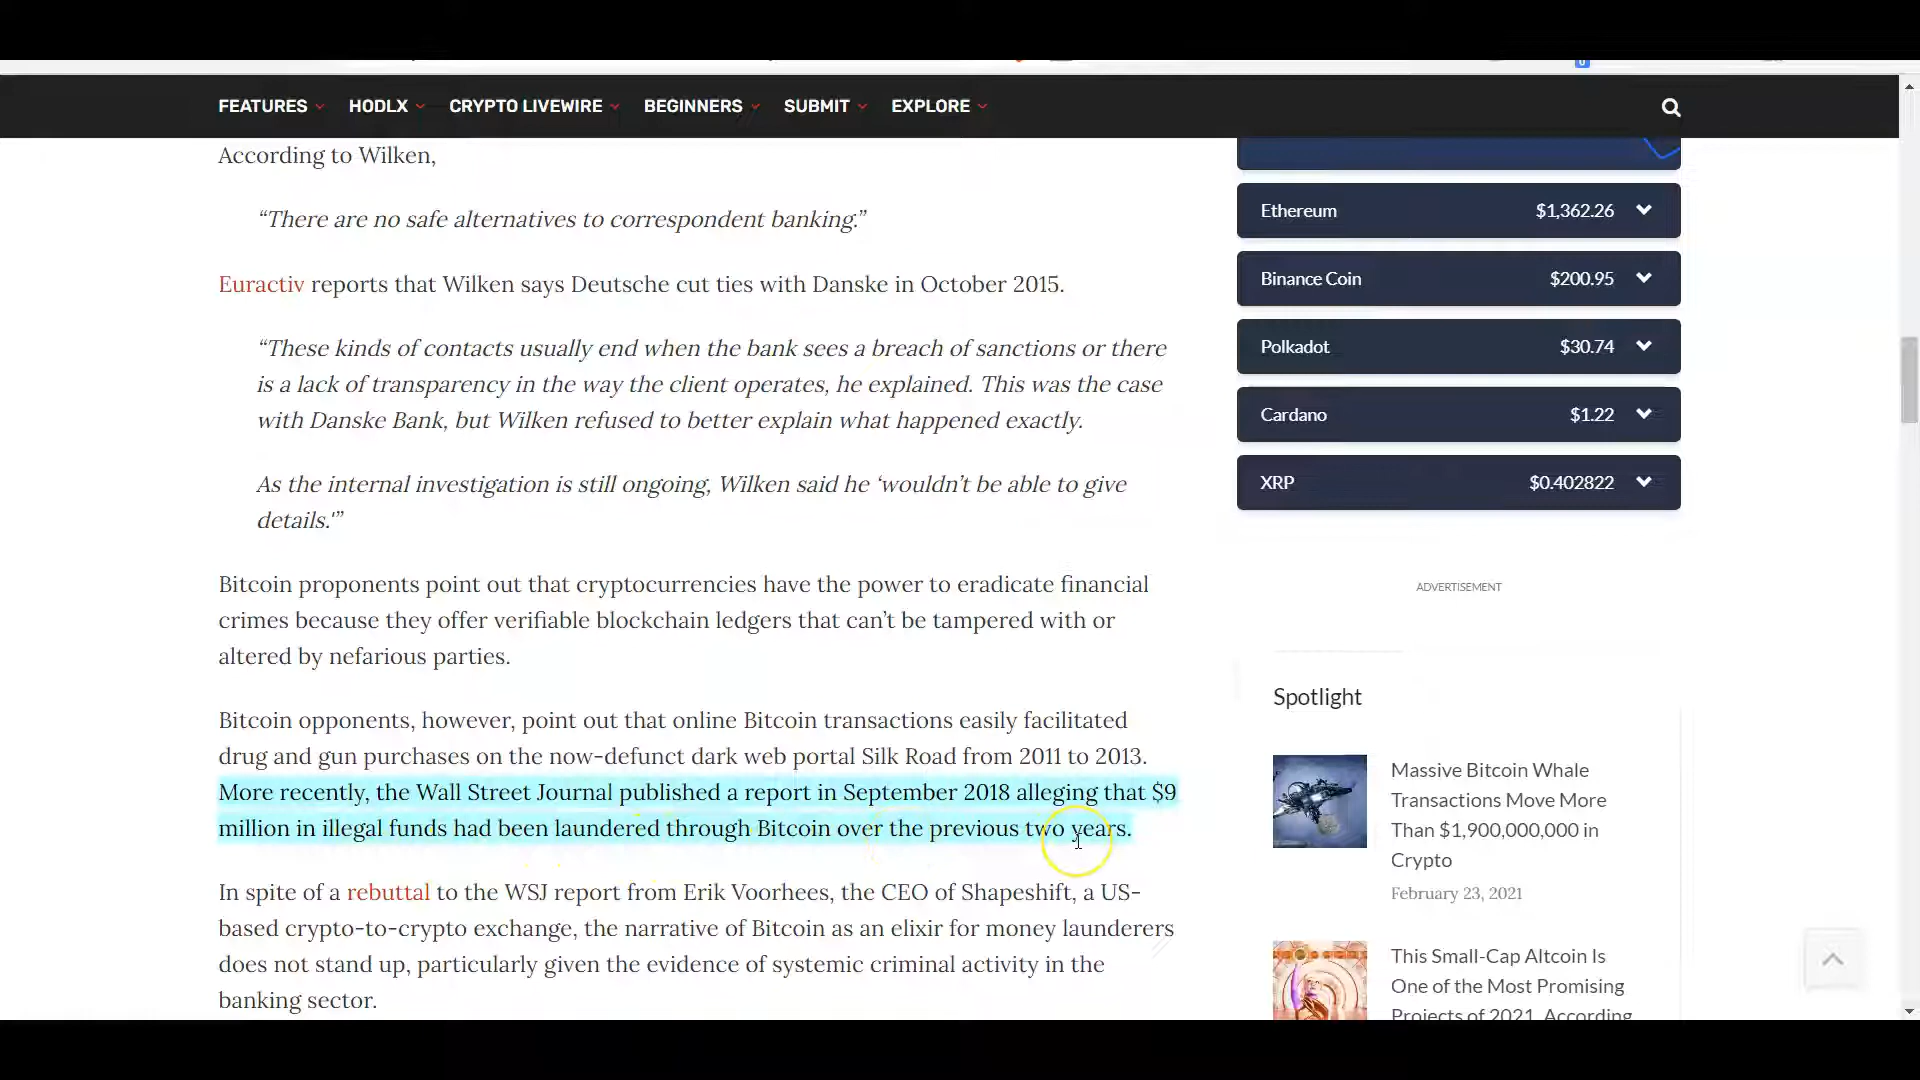 FEATURES HODLX CRYPTO LIVEWIRE BEGINNERS SUBMIT EXPLORE
According to Wilken,
“There are no safe alternatives to correspondent banking.”
Euractiv reports that Wilken says Deutsche cut ties with Danske in October 2015.
“These kinds of contacts usually end when the bank sees a breach of sanctions or there
is a lack of transparency in the way the client operates, he explained. This was the case
with Danske Bank, but Wilken refused to better explain what happened exactly.
As the internal investigation is still ongoing, Wilken said he ‘wouldn’t be able to give
details.'”
Bitcoin proponents point out that cryptocurrencies have the power to eradicate financial
crimes because they offer verifiable blockchain ledgers that can’t be tampered with or
altered by nefarious parties.
Bitcoin opponents, however, point out that online Bitcoin transactions easily facilitated
drug and gun purchases on the now-defunct dark web portal Silk Road from 2011 to 2013.
More recently, the Wall Street Journal published a report in September 2018 alleging that $9
million in illegal funds had been laundered through Bitcoin over the previous two years.
In spite of a rebuttal to the WSJ report from Erik Voorhees, the CEO of Shapeshift, a US-
based crypto-to-crypto exchange, the narrative of Bitcoin as an elixir for money launderers
does not stand up, particularly given the evidence of systemic criminal activity in the
banking sector.
Ethereum $1,362.26
Binance Coin $200.95
Polkadot $30.74
Cardano $1.22
XRP $0.402822
ADVERTISEMENT
Spotlight
Massive Bitcoin Whale
Transactions Move More
Than $1,900,000,000 in
Crypto
February 23, 2021
This Small-Cap Altcoin Is
One of the Most Promising
Projects of 2021, According